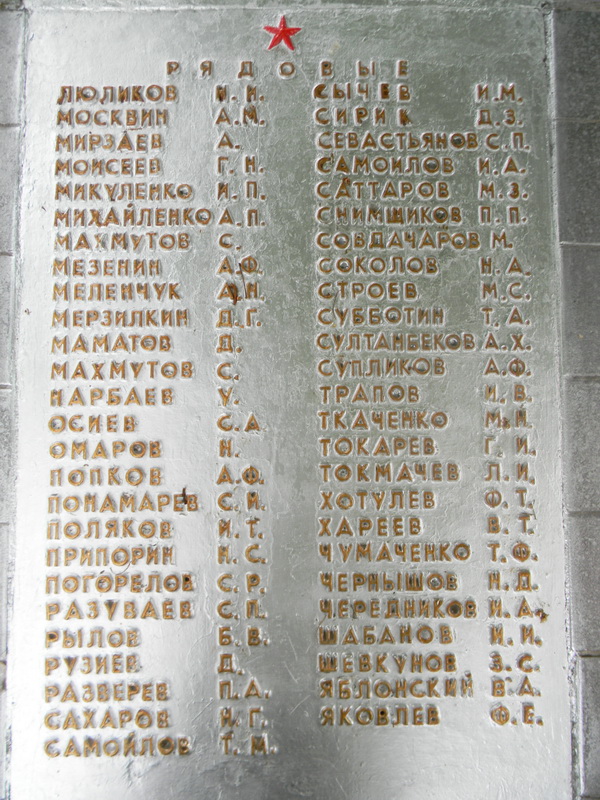 РЯДОВЫЕ
ЛЮЛИКОВ И. И.
МОСКВИН А.М.
МИРЗАЕВ А.
МОИСЕЕВ Г. Н.
МИКУЛЕНКО И. П.
МИХАЙЛЕНКО А. П.
МАХМУТОВ С.
МЕЗЕНИН А.Ф.
МЕЛЕНЧУК А.Н.
МЕРЗИЛКИН Д.Г.
МАМАТОВ Д.
МАХМУТОВ С.
НАРБАЕВ У.
ОСИЕВ С.А.
ОМАРОВ Н.
ПОПКОВ А.Ф.
ПОНАМАРЕВ С.И.
ПОЛЯКОВ И.Т.
ПРИПОРИН И.С.
ПОГОРЕЛОВ С.Р.
РАЗУВАЕВ С.П.
РЫЛОВ Б.В.
РУЗИЕВ Д.
РАЗВЕРЕВ П.А.
САХАРОВ И.Г.
САМОЙЛОВ Т.М.
СЫЧЕВ И.М.
СИРИК Д.З.
СЕВАСТЬЯНОВ С.П.
САМОЙЛОВ И.А.
САТТАРОВ М.З.
СНИМЩИКОВ П.П.
СОВДАЧАРОВ М.
СОКОЛОВ Н.А.
СТРОЕВ М.С.
СУББОТИН Т.А.
СУЛТАНБЕКОВ А.Х.
СУПЛИКОВ А.Ф.
ТРАПОВ И.В.
ТКАЧЕНКО М.Н.
ТОКАРЕВ Г.И.
ТОКМАЧЕВ Л.И.
ХОТУЛЕВ Ф.Т.
ХАРЕЕВ В.Т.
ЧУМАЧЕНКО Т.Ф.
ЧЕРНЫШОВ Н.Д.
ЧЕРЕДНИКОВ И.А.
ШАБАНОВ И.И.
ШЕВКУНОВ З.С.
ЯБЛОНСКИЙ В.А.
ЯКОВЛЕВ Ф.Е.